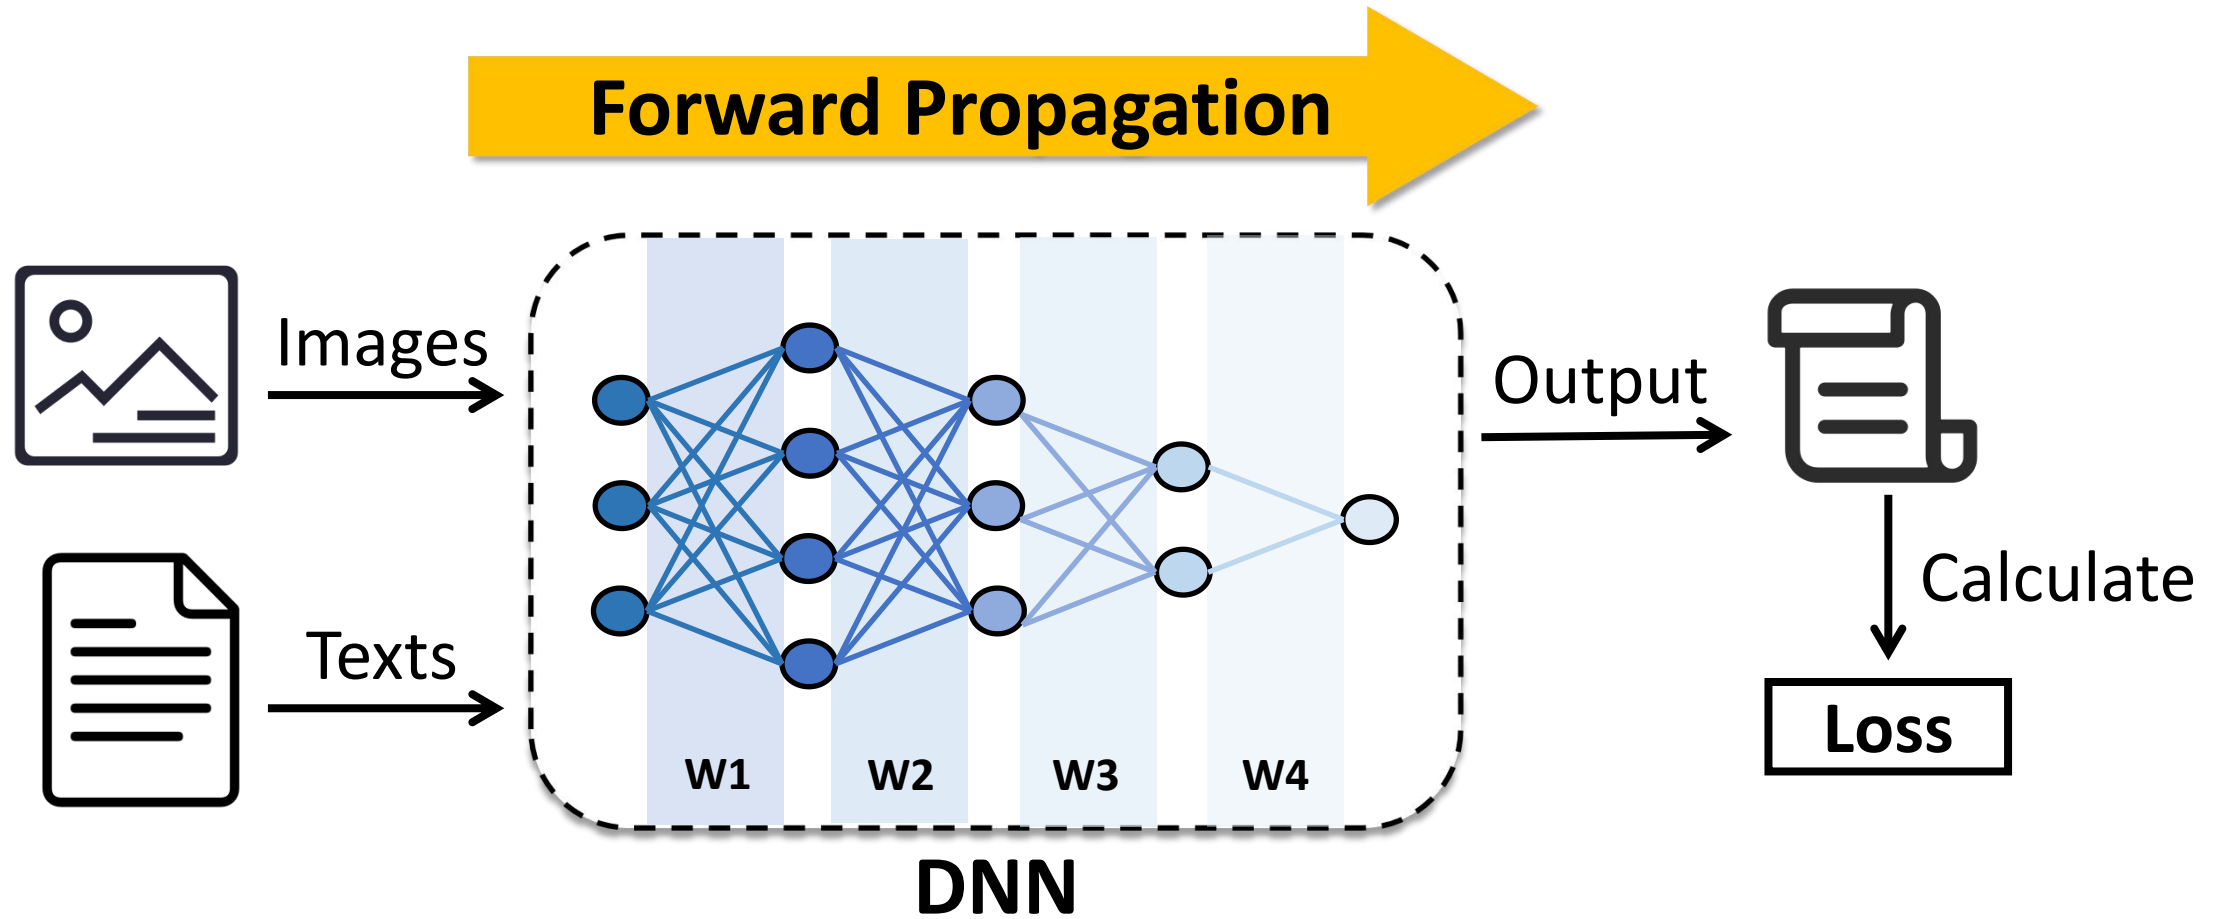 Forward Propagation
Images
Texts
W1
W2
W3
W4
DNN
Output
Calculate
Loss